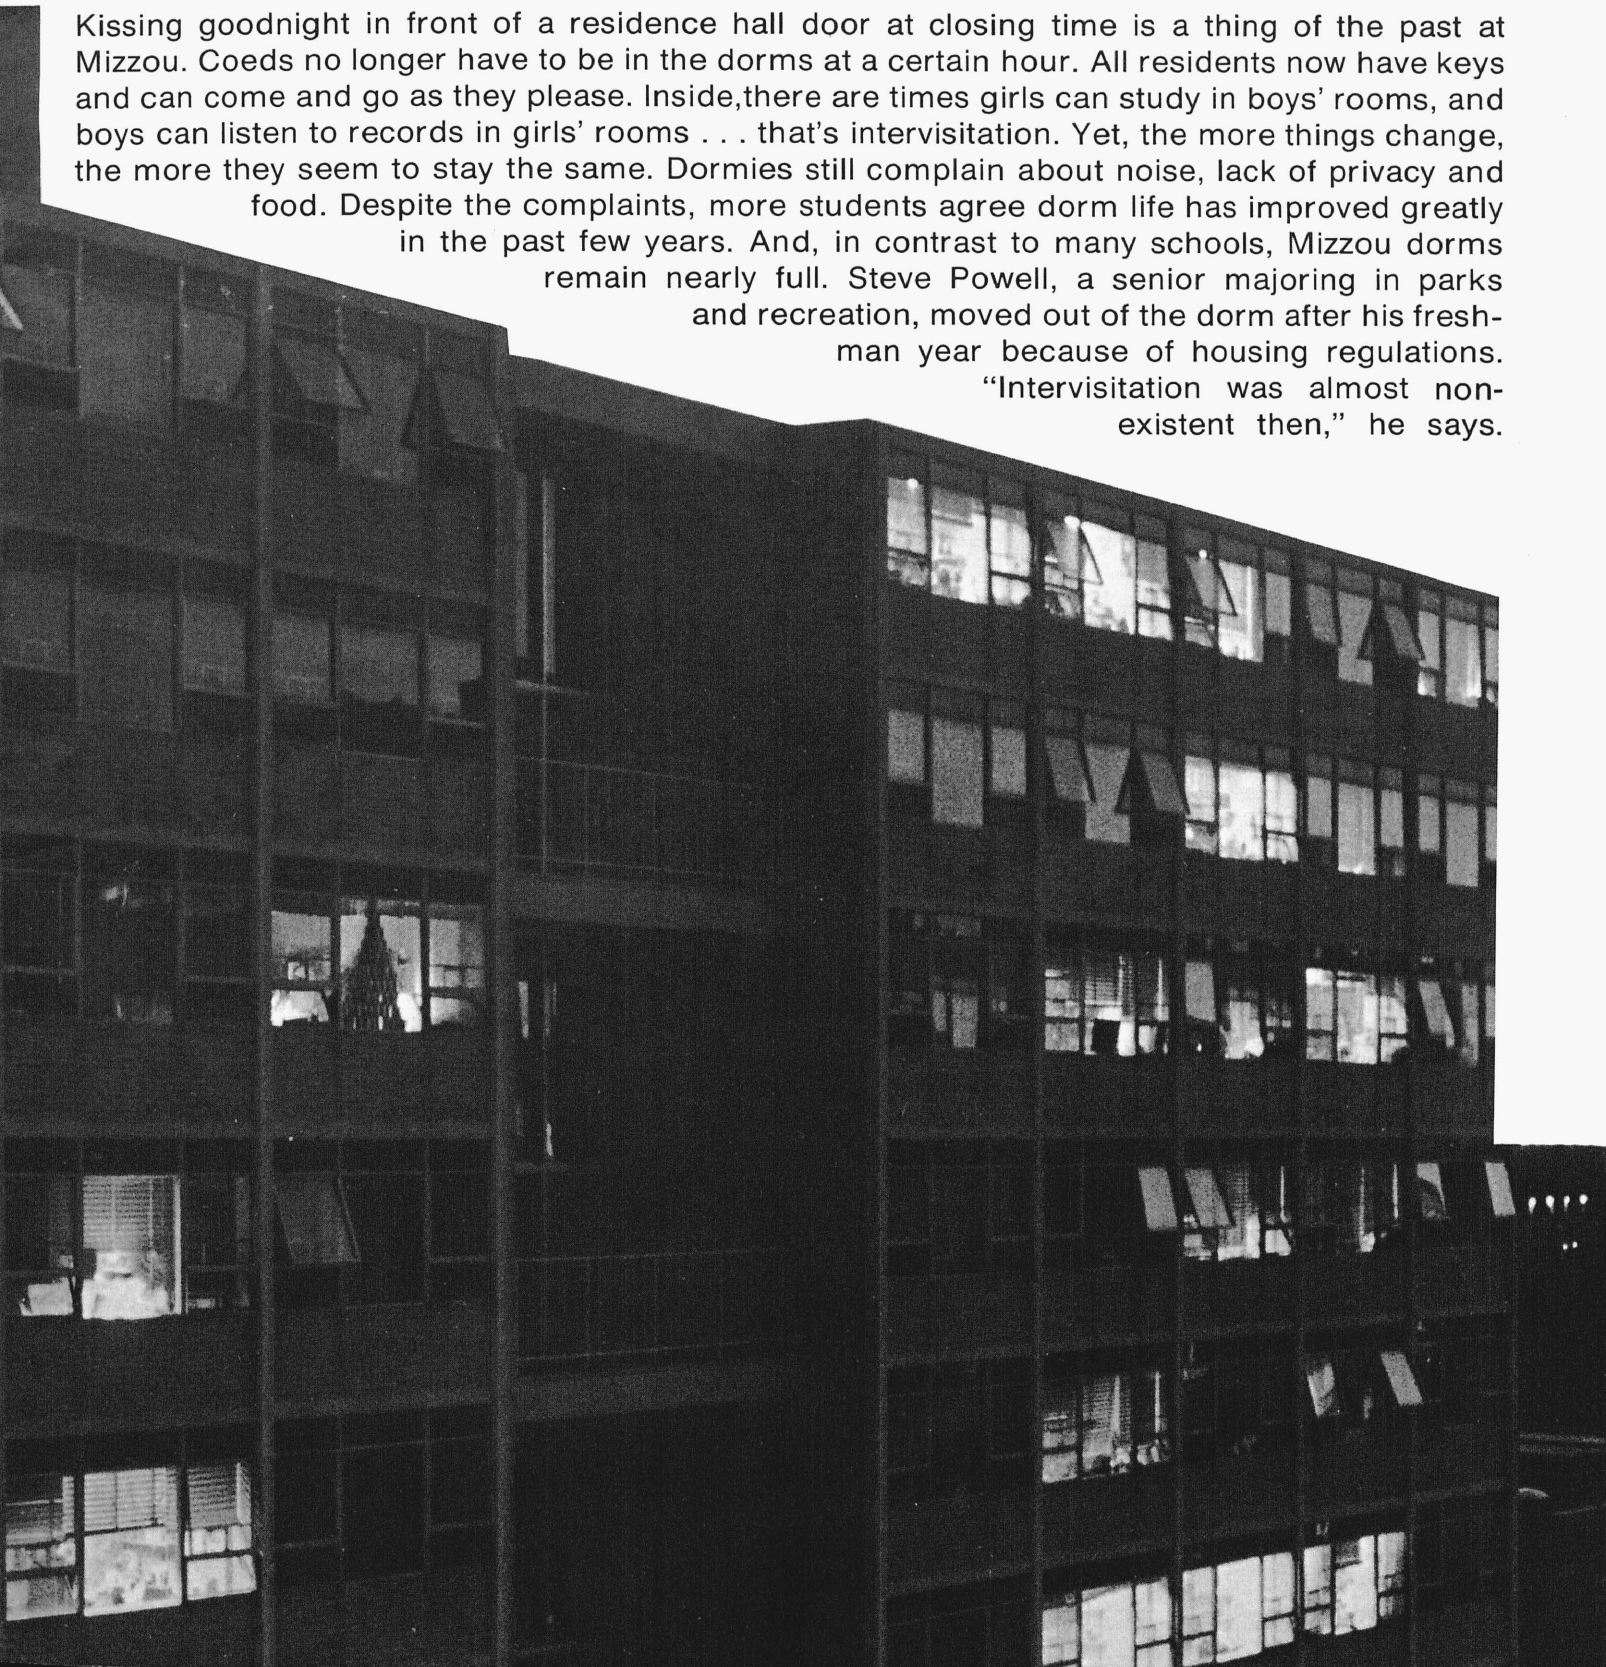 Kissing goodnight in front of a residence hall door at closing time is a thing of the past at
Mizzou. Coeds no longer have to be in the dorms at a certain hour. All residents now have keys
and can come and go as they please. Inside,there are times girls can study in boys’ rooms, and
boys can listen to records in girls’ rooms . . . that’s intervisitation. Yet, the more things change,
the more they seem to stay the same. Dormies still complain about noise, lack of privacy and
food. Despite the complaints, more students agree dorm life has improved greatly
in the past few years. And, in contrast to many schools, Mizzou dorms
remain nearly full. Steve Powell, a senior majoring in parks
and recreation, moved out of the dorm after his fresh-
man year because of housing regulations.
“Intervisitation was almost non-
existent then,” he says.